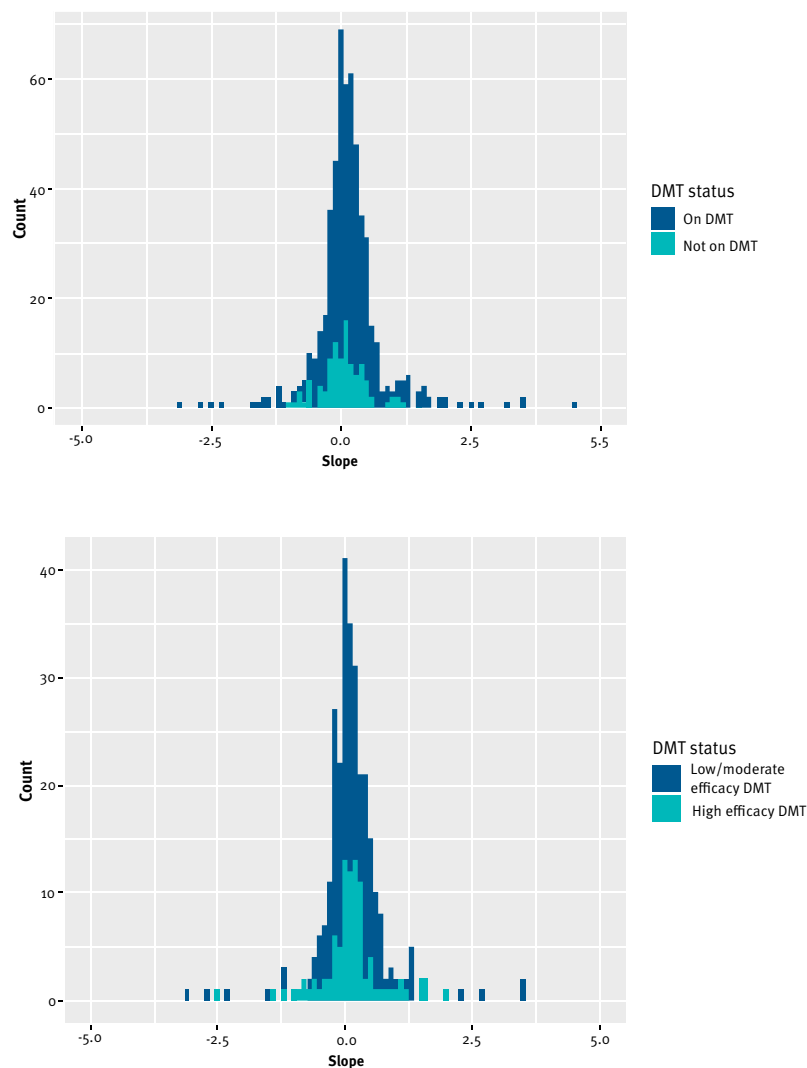 60
40
20
0
Count
-5.0
-2.5
0.0
2.5
5.5
Slope
DMT status
On DMT
Not on DMT
40
30
20
10
0
Count
-5.0
-2.5
0.0
2.5
5.0
Slope
DMT status
Low/moderate
efficacy DMT
High efficacy DMT